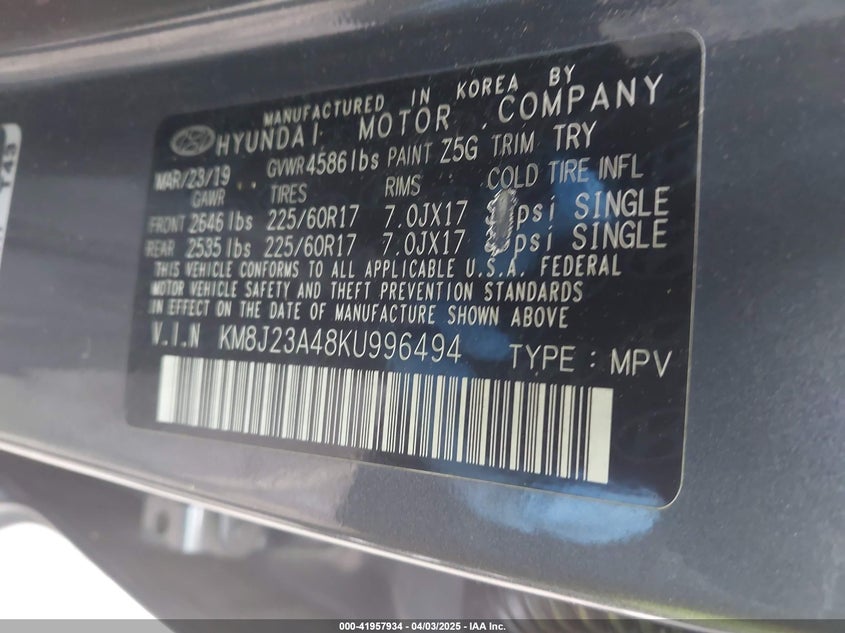 T43
MANUFACTURED IN KOREA BY
HYUNDAI MOTOR COMPANY
MAR/23/19 GVWR 4586lbs PAINT Z5G TRIM TRY
GAWR TIRES RIMS COLD TIRE INFL
FRONT 2646 lbs 225/60R17 7.0JX17 psi SINGLE
REAR 2535 lbs 225/60R17 7.0JX17 psi SINGLE
THIS VEHICLE CONFORMS TO ALL APPLICABLE U.S.A. FEDERAL
MOTOR VEHICLE SAFETY AND THEFT PREVENTION STANDARDS
IN EFFECT ON THE DATE OF MANUFACTURE SHOWN ABOVE
V.I.N KM8J23A48KU996494 TYPE : MPV
000-41957934 - 04/03/2025 - IAA Inc.